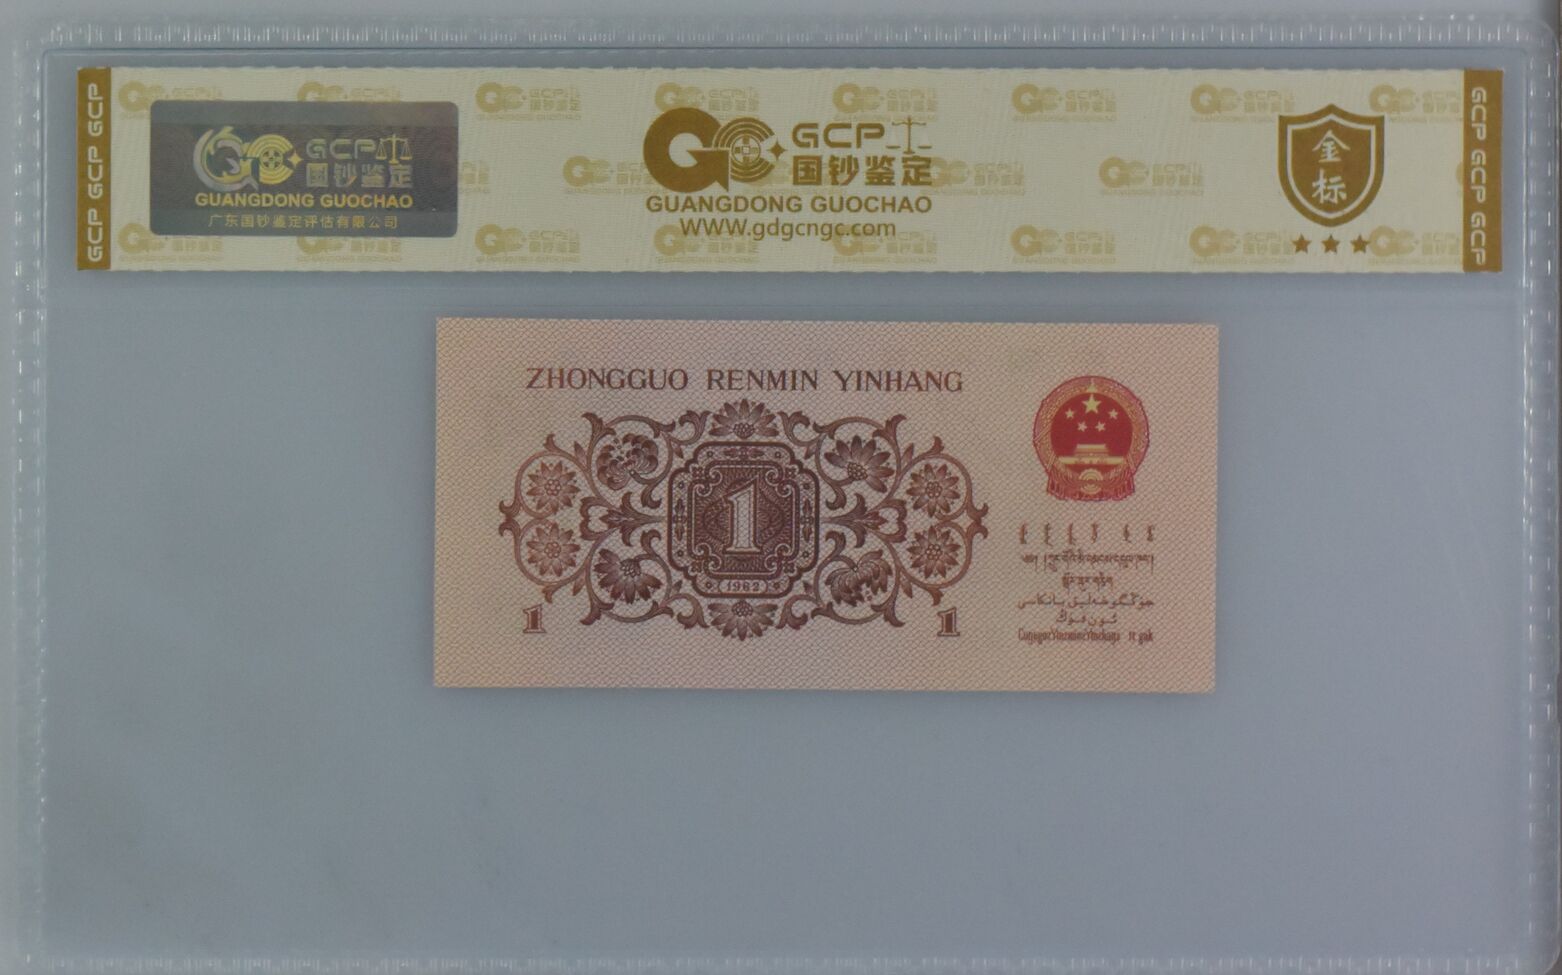 GCP GCP GCP
GCP
国钞鉴定
GUANGDONG GUOCHAO
广东国钞鉴定评估有限公司
GCP
国钞鉴定
GUANGDONG GUOCHAO
www.gdgcngc.com
金
标
GCP GCP GCP
ZHONGGUO RENMIN YINHANG
1
(1962)
1
1